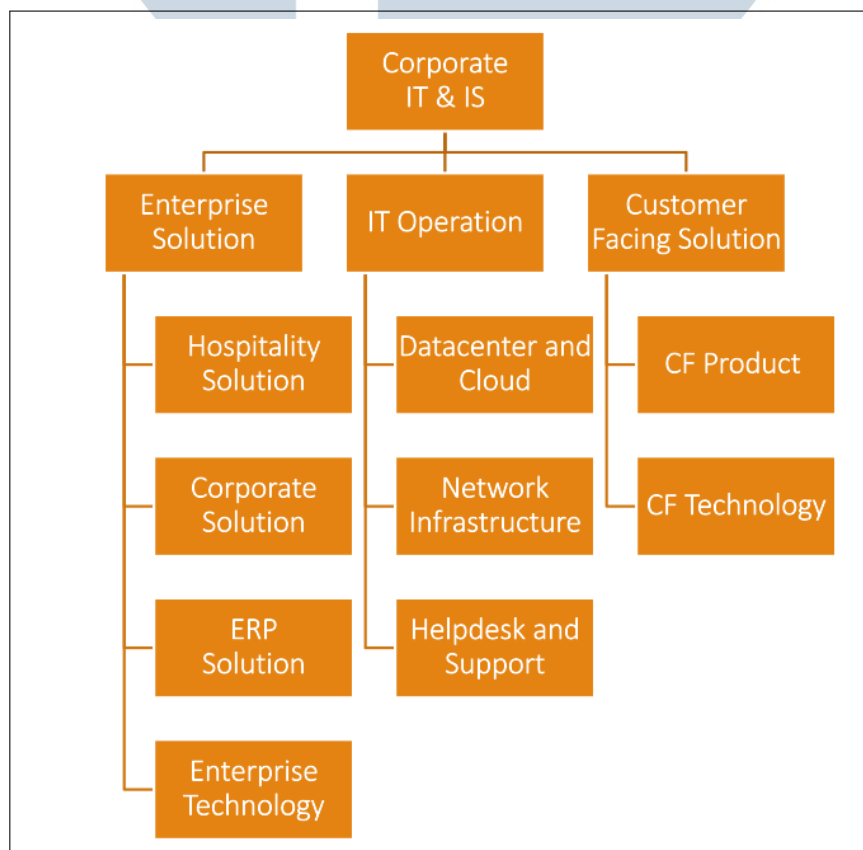 Corporate
IT & IS
Enterprise
Solution
IT Operation
Customer
Facing Solution
Hospitality
Solution
Datacenter and
Cloud
CF Product
Corporate
Solution
Network
Infrastructure
CF Technology
ERP
Solution
Helpdesk and
Support
Enterprise
Technology